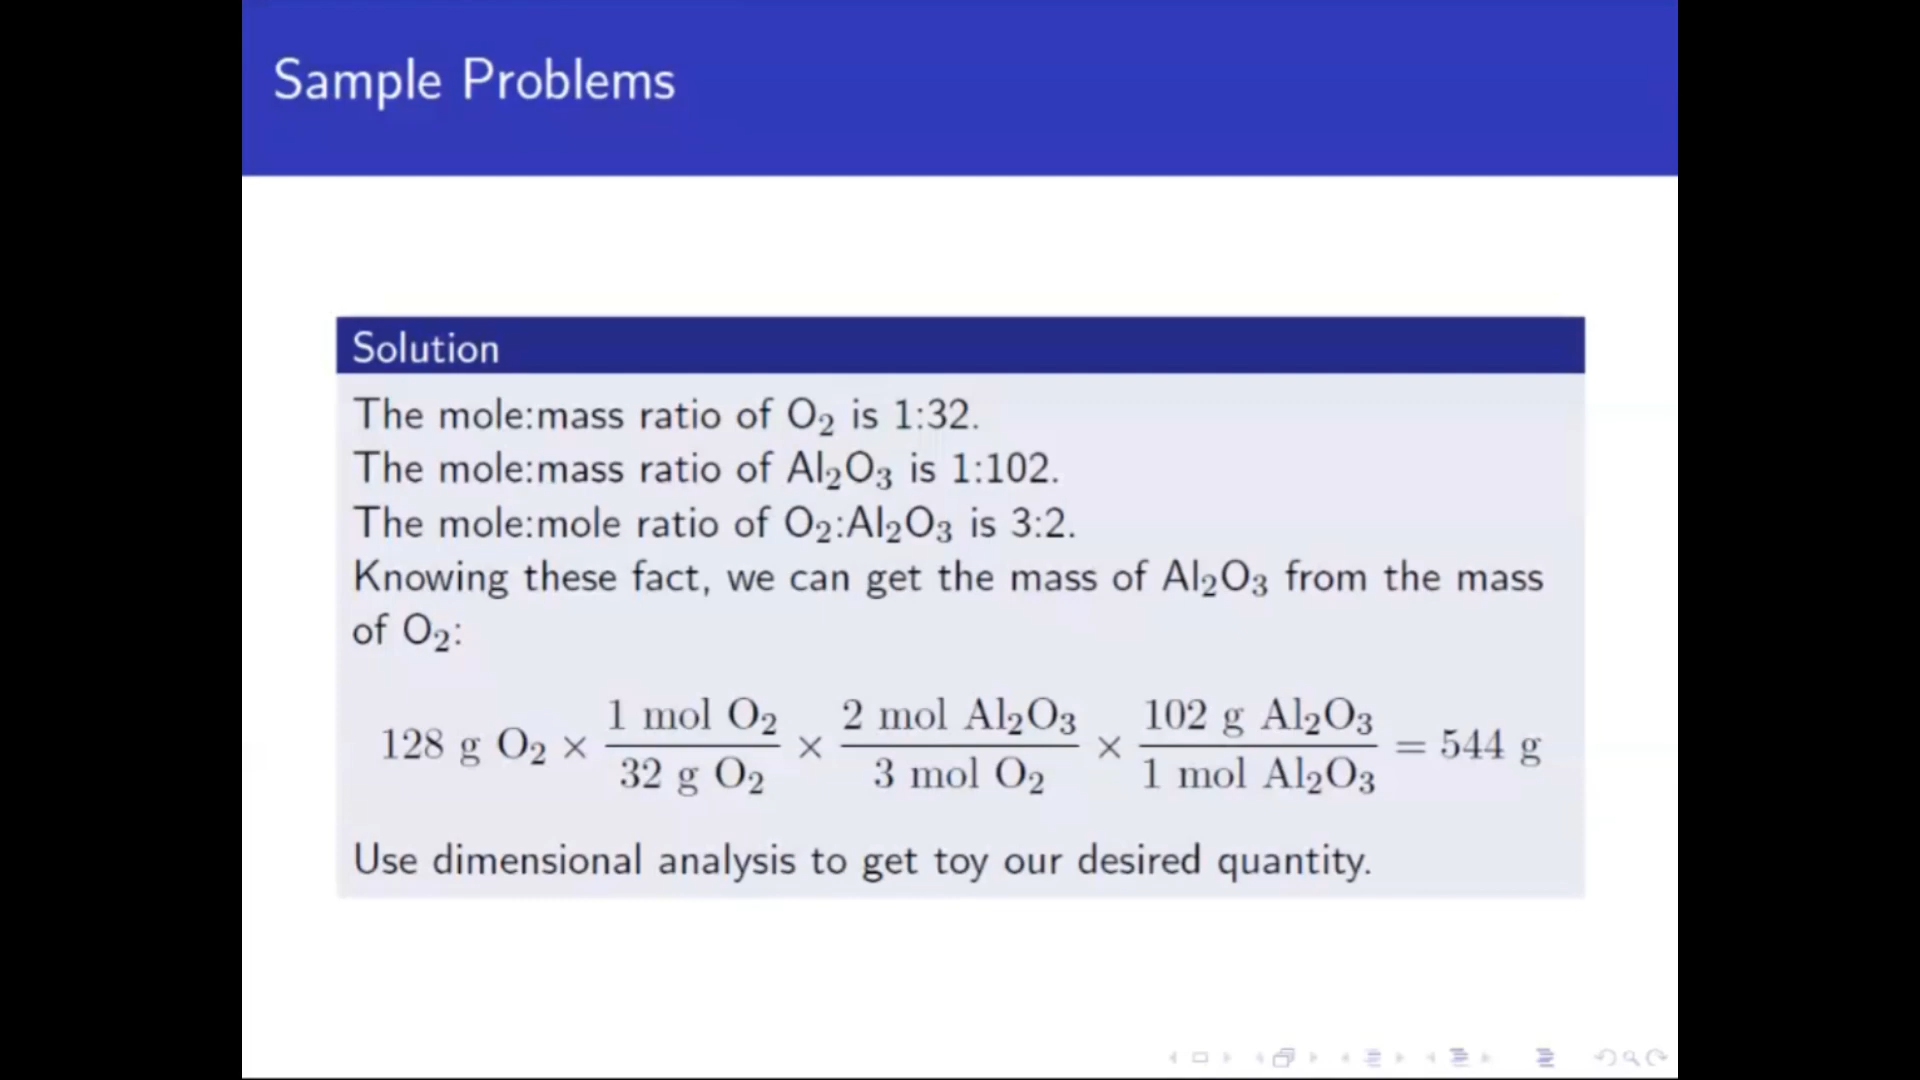 Sample Problems
Solution
The mole:mass ratio of O₂ is 1:32.
The mole:mass ratio of Al₂O₃ is 1:102.
The mole:mole ratio of O₂:Al₂O₃ is 3:2.
Knowing these fact, we can get the mass of Al₂O₃ from the mass
of O₂:
128 g O₂ × (1 mol O₂)/(32 g O₂) × (2 mol Al₂O₃)/(3 mol O₂) × (102 g Al₂O₃)/(1 mol Al₂O₃) = 544 g
Use dimensional analysis to get toy our desired quantity.